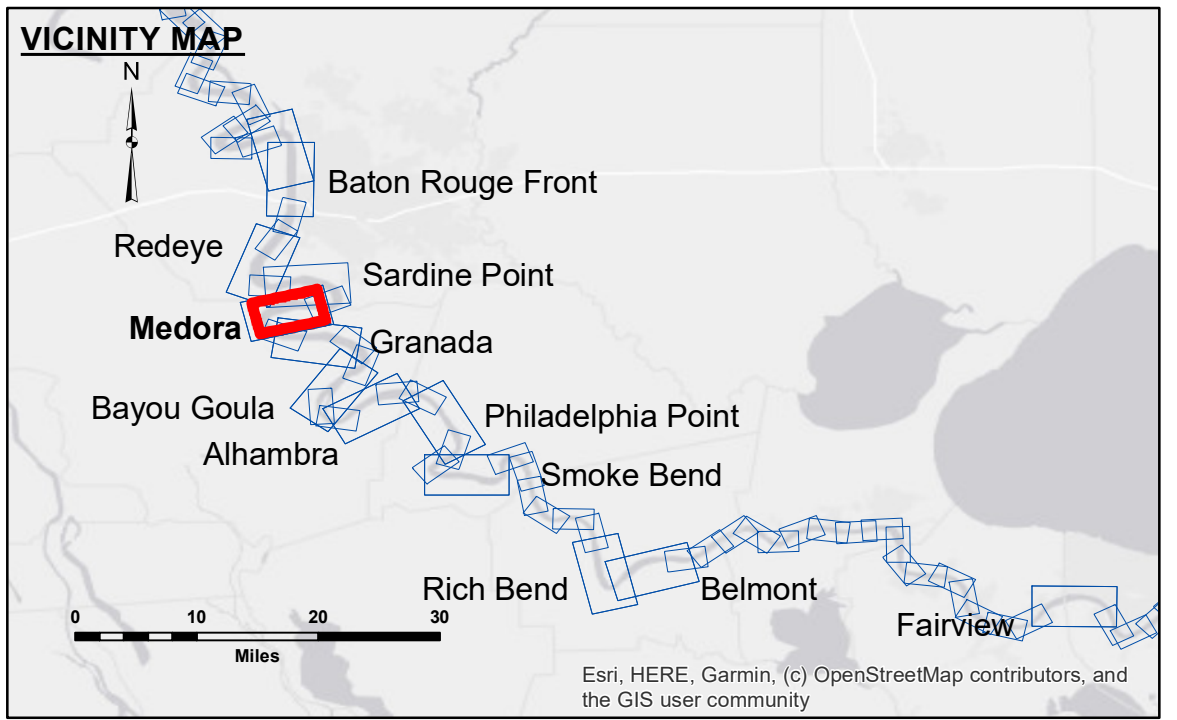 VICINITY MAP
N
Baton Rouge Front
Redeye
Sardine Point
Medora
Granada
Bayou Goula
Philadelphia Point
Alhambra
Smoke Bend
Rich Bend
Belmont
Fairview
0 10 20 30
Miles
Esri, HERE, Garmin, (c) OpenStreetMap contributors, and
the GIS user community